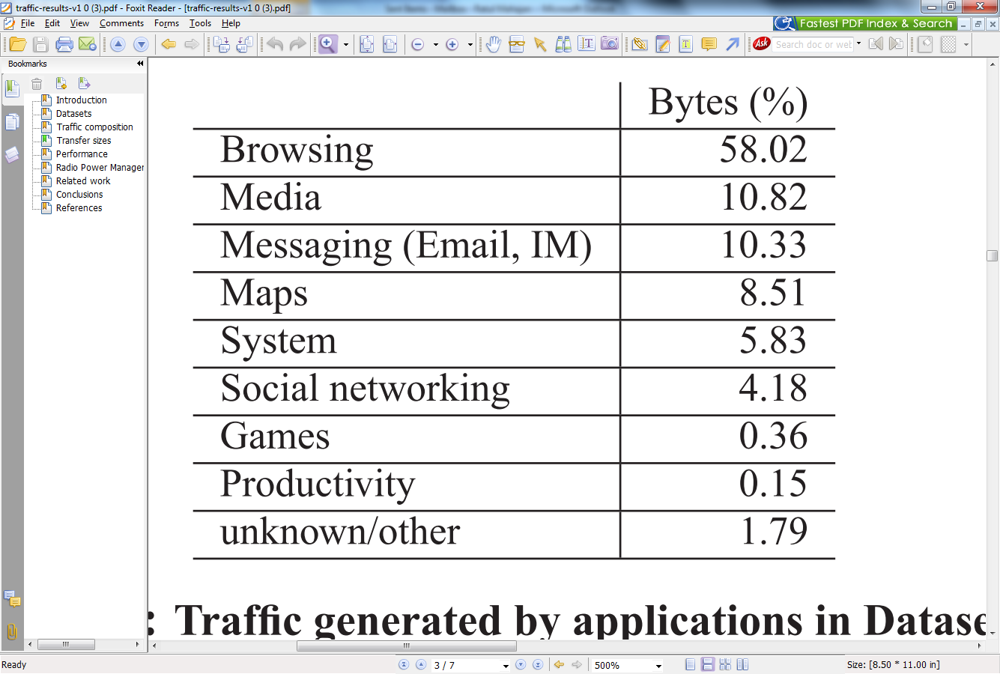 traffic-results-v1 0 (3).pdf - Foxit Reader - [traffic-results-v1 0 (3).pdf]
File Edit View Comments Forms Tools Help
Fastest PDF Index & Search
Ask Search doc or wet
Bookmarks
Introduction
Datasets
Traffic composition
Transfer sizes
Performance
Radio Power Manager
Related work
Conclusions
References
Bytes (%)
Browsing 58.02
Media 10.82
Messaging (Email, IM) 10.33
Maps 8.51
System 5.83
Social networking 4.18
Games 0.36
Productivity 0.15
unknown/other 1.79
: Traffic generated by applications in Datase
Ready 3 / 7 500% Size: [8.50 * 11.00 in]